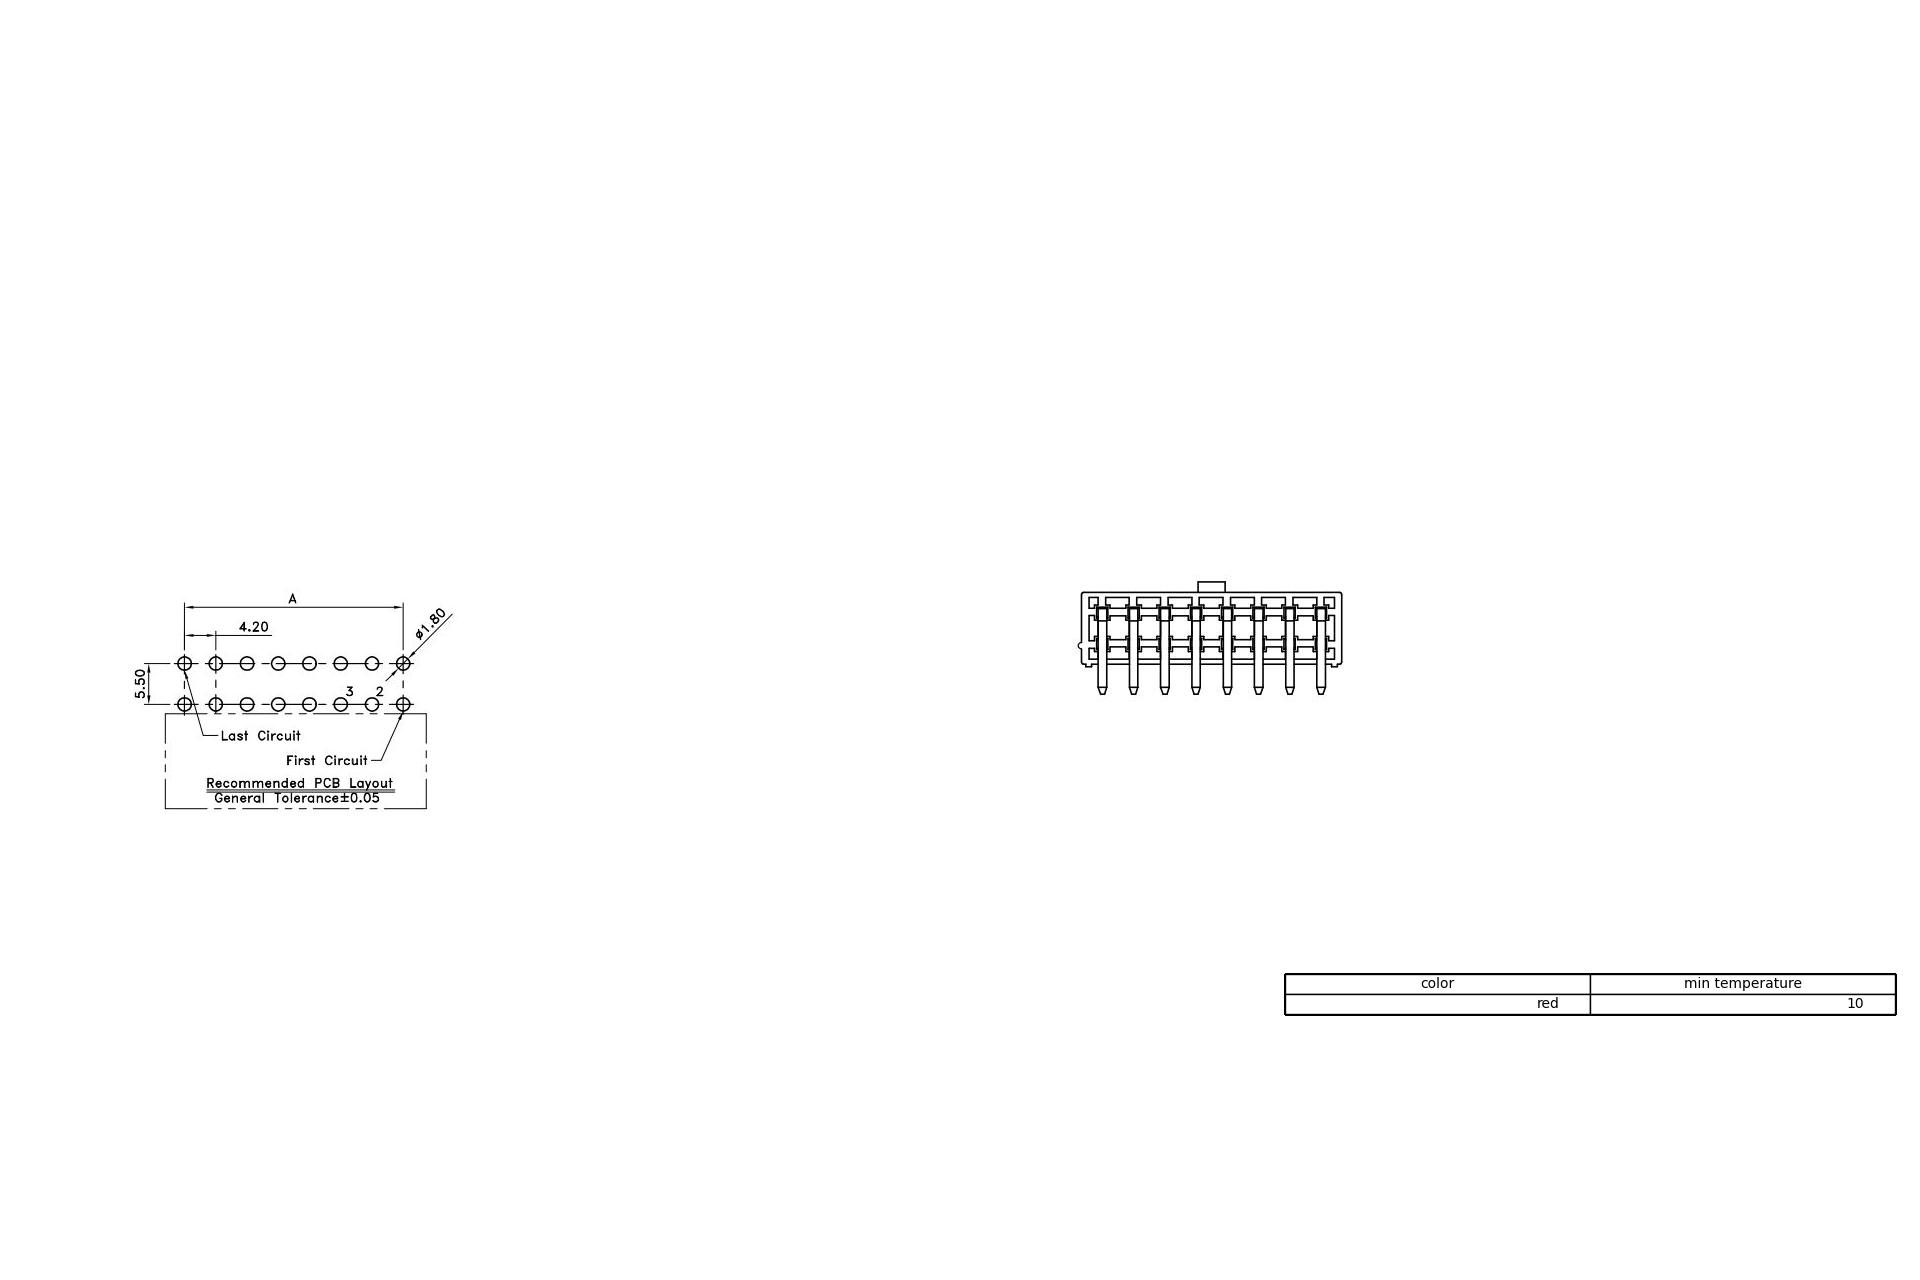 A
4.20
ø1.80
5.50
3 2
Last Circuit
First Circuit
Recommended PCB Layout
General Tolerance±0.05
color min temperature
red 10